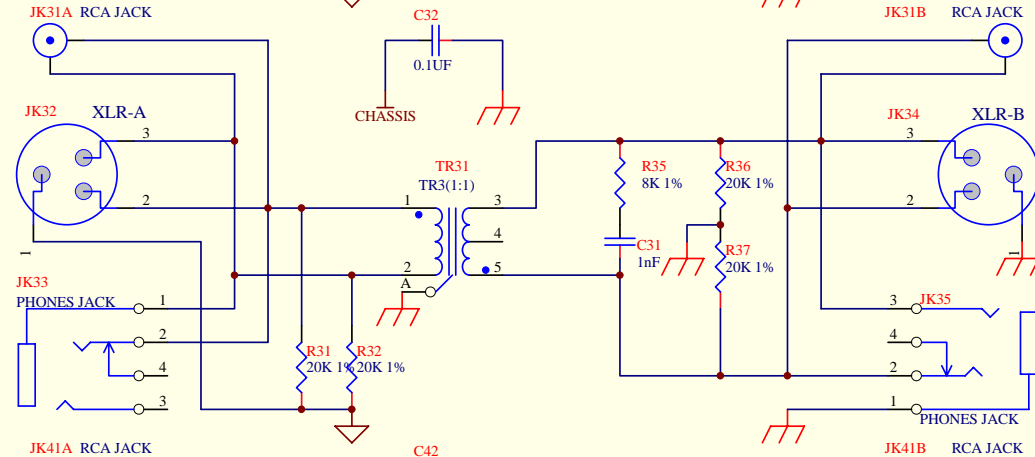 JK31A RCA JACK
C32
0.1UF
CHASSIS
JK31B RCA JACK
JK32
XLR-A
3
2
1
TR31
TR3(1:1)
1
2
A
3
4
5
R35
8K 1%
C31
1nF
R36
20K 1%
R37
20K 1%
JK34
XLR-B
3
2
1
JK33
PHONES JACK
1
2
4
3
R31
20K 1%
R32
20K 1%
3
JK35
4
2
1
PHONES JACK
JK41A RCA JACK
C42
JK41B RCA JACK